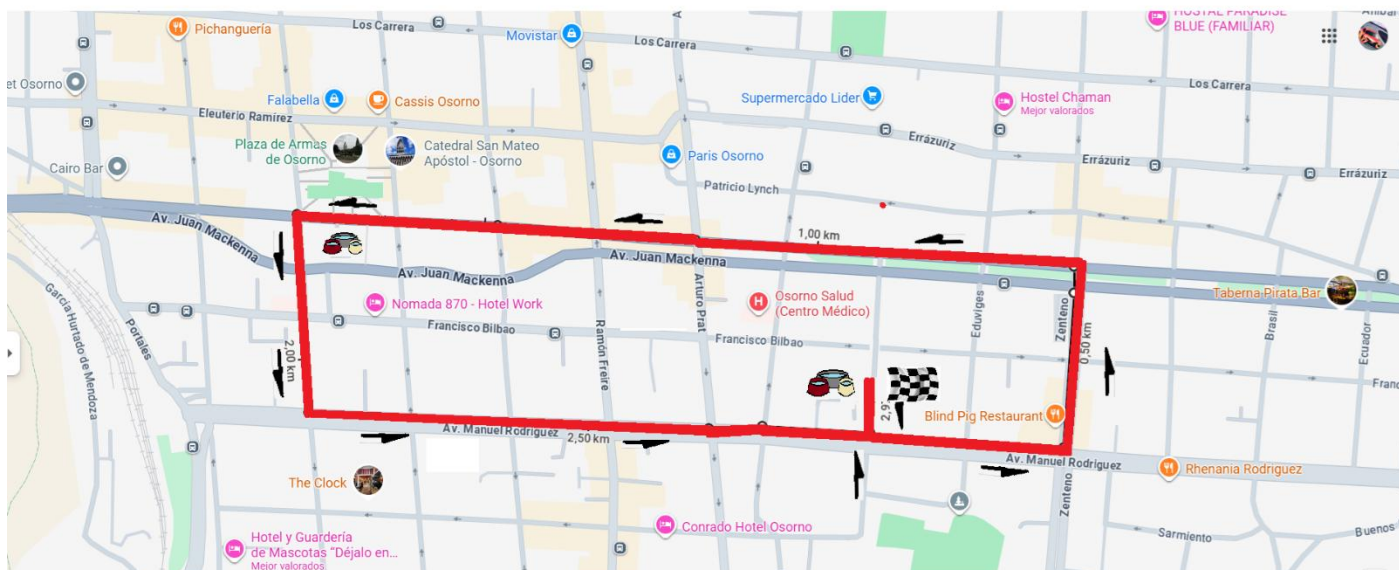 Pichanguería
Los Carrera
Movistar
Los Carrera
HOSTAL PARADISE
BLUE (FAMILIAR)
et Osorno
Falabella
Cassis Osorno
Supermercado Lider
Los Carrera
Hostel Chaman
Mejor valorados
Eleuterio Ramírez
Plaza de Armas
de Osorno
Catedral San Mateo
Apóstol - Osorno
Paris Osorno
Errázuriz
Errázuriz
Errázuriz
Cairo Bar
Patricio Lynch
Av. Juan Mackenna
1,00 km
Av. Juan Mackenna
Av. Juan Mackenna
Nomada 870 - Hotel Work
Arturo Prat
Osorno Salud
(Centro Médico)
Eduviges
Zenteno
Taberna Pirata Bar
García Hurtado de Mendoza
Portales
Francisco Bilbao
Ramón Freire
Francisco Bilbao
0,50 km
Brasil
Ecuador
2,00 km
Franc
2,9
Blind Pig Restaurant
Av. Manuel Rodríguez
2,50 km
Av. Manuel Rodríguez
Rhenania Rodriguez
The Clock
Zenteno
Conrado Hotel Osorno
Sarmiento
Buenos
Hotel y Guardería
de Mascotas "Déjalo en...
Mejor valorados